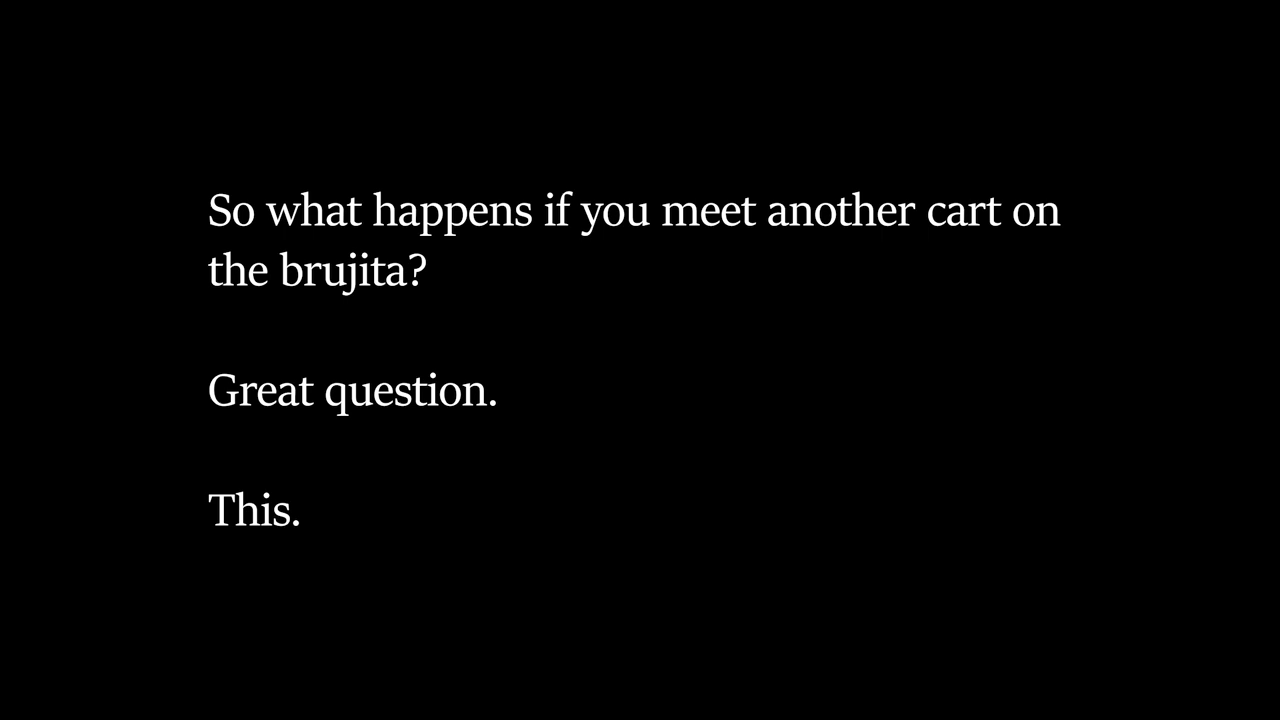 So what happens if you meet another cart on
the brujita?
Great question.
This.